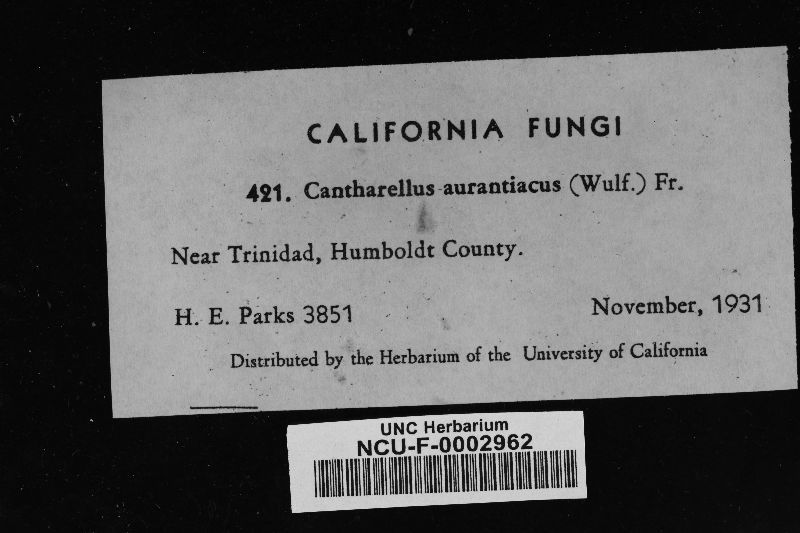 CALIFORNIA FUNGI
421. Cantharellus aurantiacus (Wulf.) Fr.
Near Trinidad, Humboldt County.
H. E. Parks 3851 November, 1931
Distributed by the Herbarium of the University of California
UNC Herbarium
NCU-F-0002962